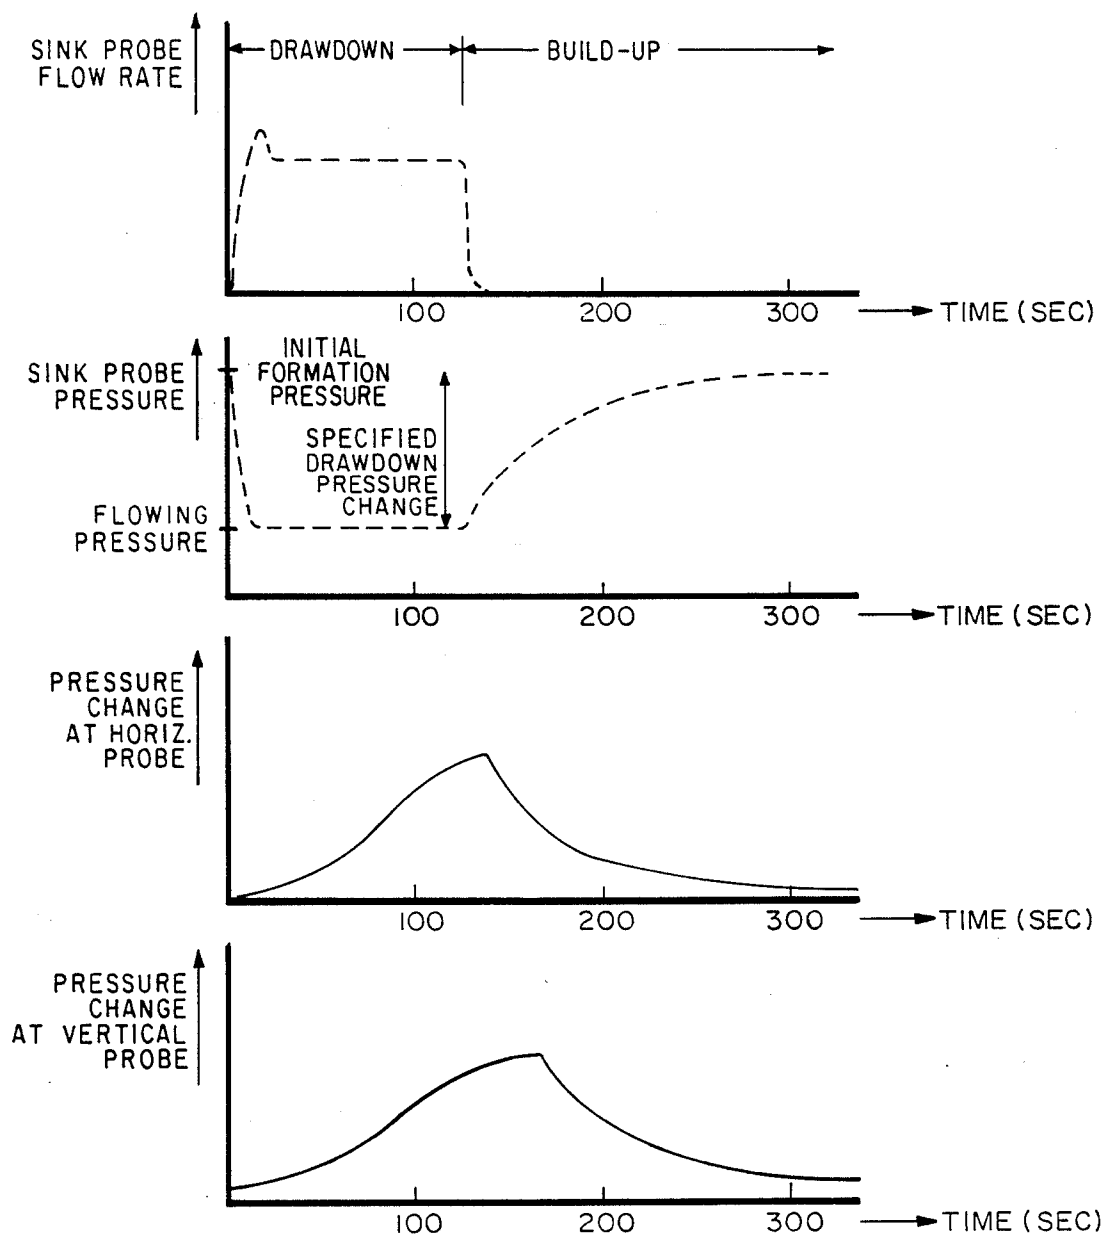 SINK PROBE
FLOW RATE
DRAWDOWN
BUILD-UP
100
200
300
TIME (SEC)
SINK PROBE
PRESSURE
INITIAL
FORMATION
PRESSURE
SPECIFIED
DRAWDOWN
PRESSURE
CHANGE
FLOWING
PRESSURE
100
200
300
TIME (SEC)
PRESSURE
CHANGE
AT HORIZ.
PROBE
100
200
300
TIME (SEC)
PRESSURE
CHANGE
AT VERTICAL
PROBE
100
200
300
TIME (SEC)